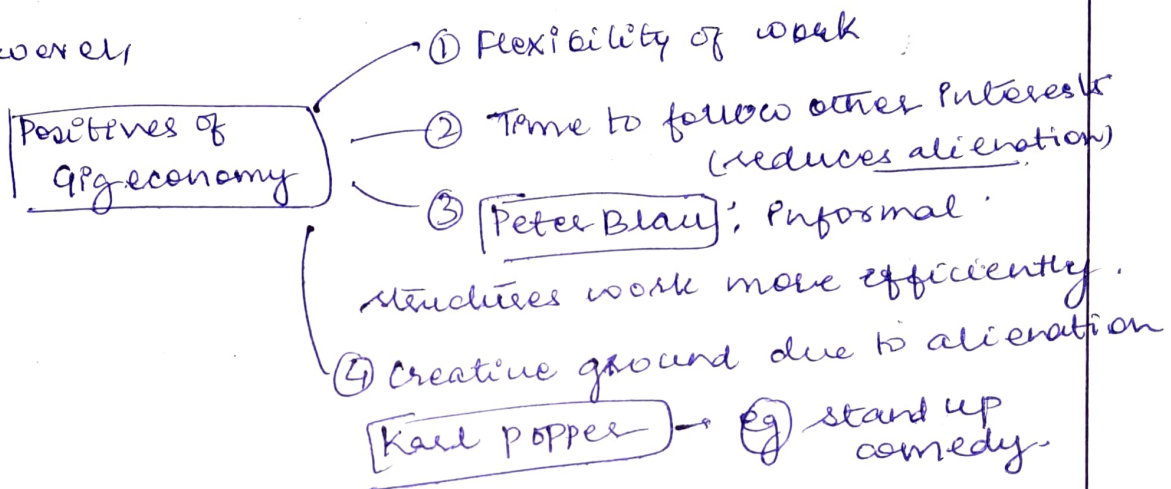 ① Flexibility of work
Positives of
gig economy
② Time to follow other interests
(reduces alienation)
③ Peter Blau: Informal
structures work more efficiently.
④ Creative ground due to alienation
Karl Popper → eg stand up
comedy.